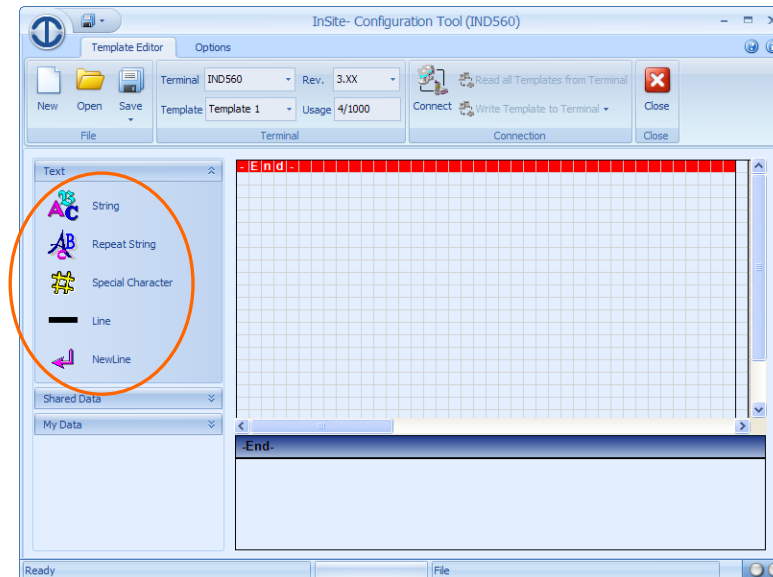 InSite- Configuration Tool (IND560)
Template Editor Options
New Open Save
Terminal IND560 Rev. 3.XX
Template Template 1 Usage 4/1000
Connect Read all Templates from Terminal
Write Template to Terminal
Close
File Terminal Connection Close
Text
String
Repeat String
Special Character
Line
NewLine
Shared Data
My Data
-End-
-End-
Ready File